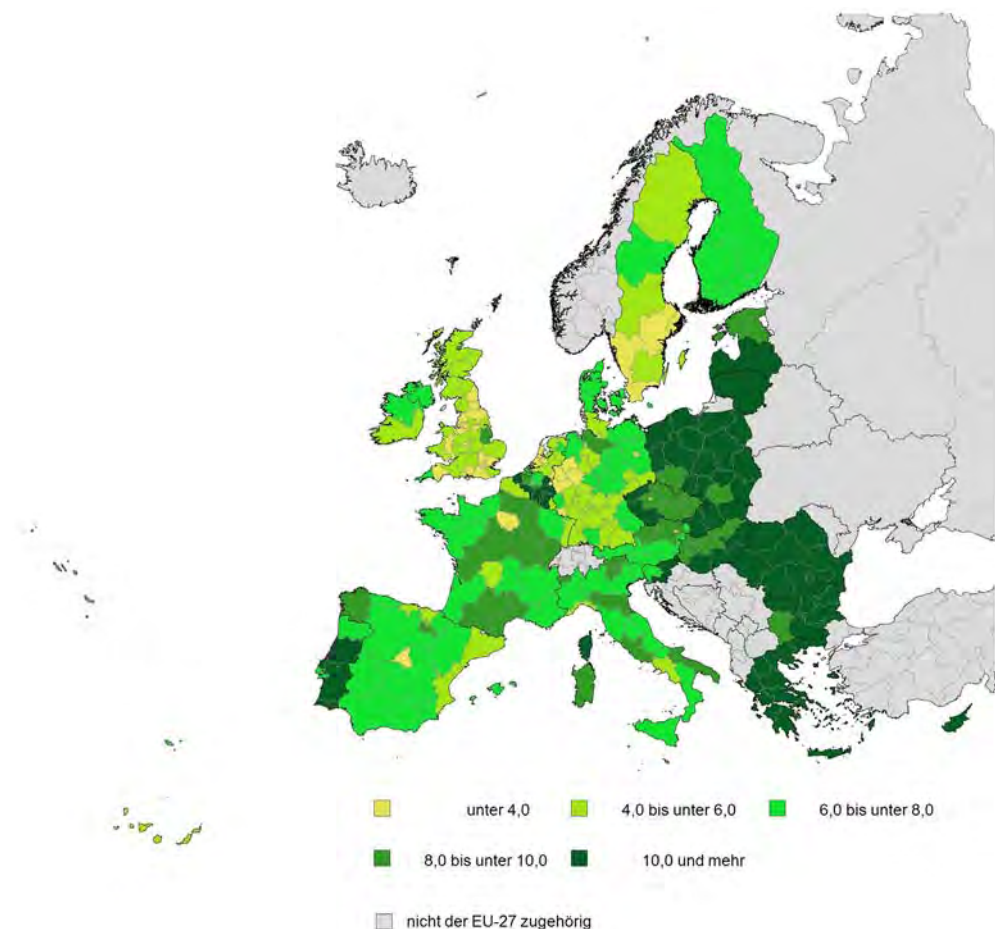 unter 4,0 4,0 bis unter 6,0 6,0 bis unter 8,0
8,0 bis unter 10,0 10,0 und mehr
nicht der EU-27 zugehörig